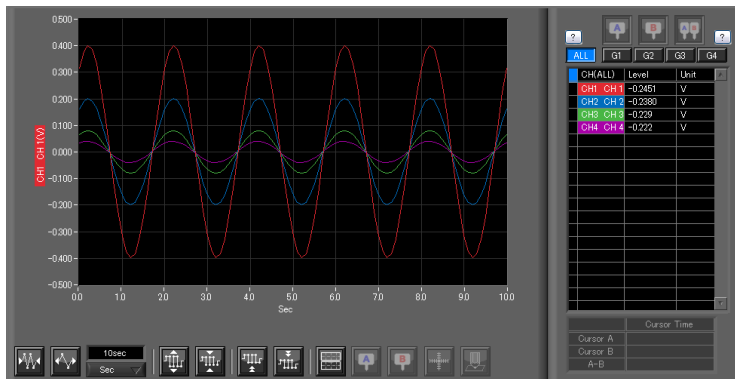 0.500
0.400
0.300
0.200
0.100
0.000
-0.100
-0.200
-0.300
-0.400
-0.500
CH1 CH 1(V)
0.0 1.0 2.0 3.0 4.0 5.0 6.0 7.0 8.0 9.0 10.0
Sec
10sec
Sec
A B
A B A B
? ?
ALL G1 G2 G3 G4
CH(ALL) Level Unit
CH1 CH 1 -0.2451 V
CH2 CH 2 -0.2380 V
CH3 CH 3 -0.229 V
CH4 CH 4 -0.222 V
Cursor Time
Cursor A
Cursor B
A-B